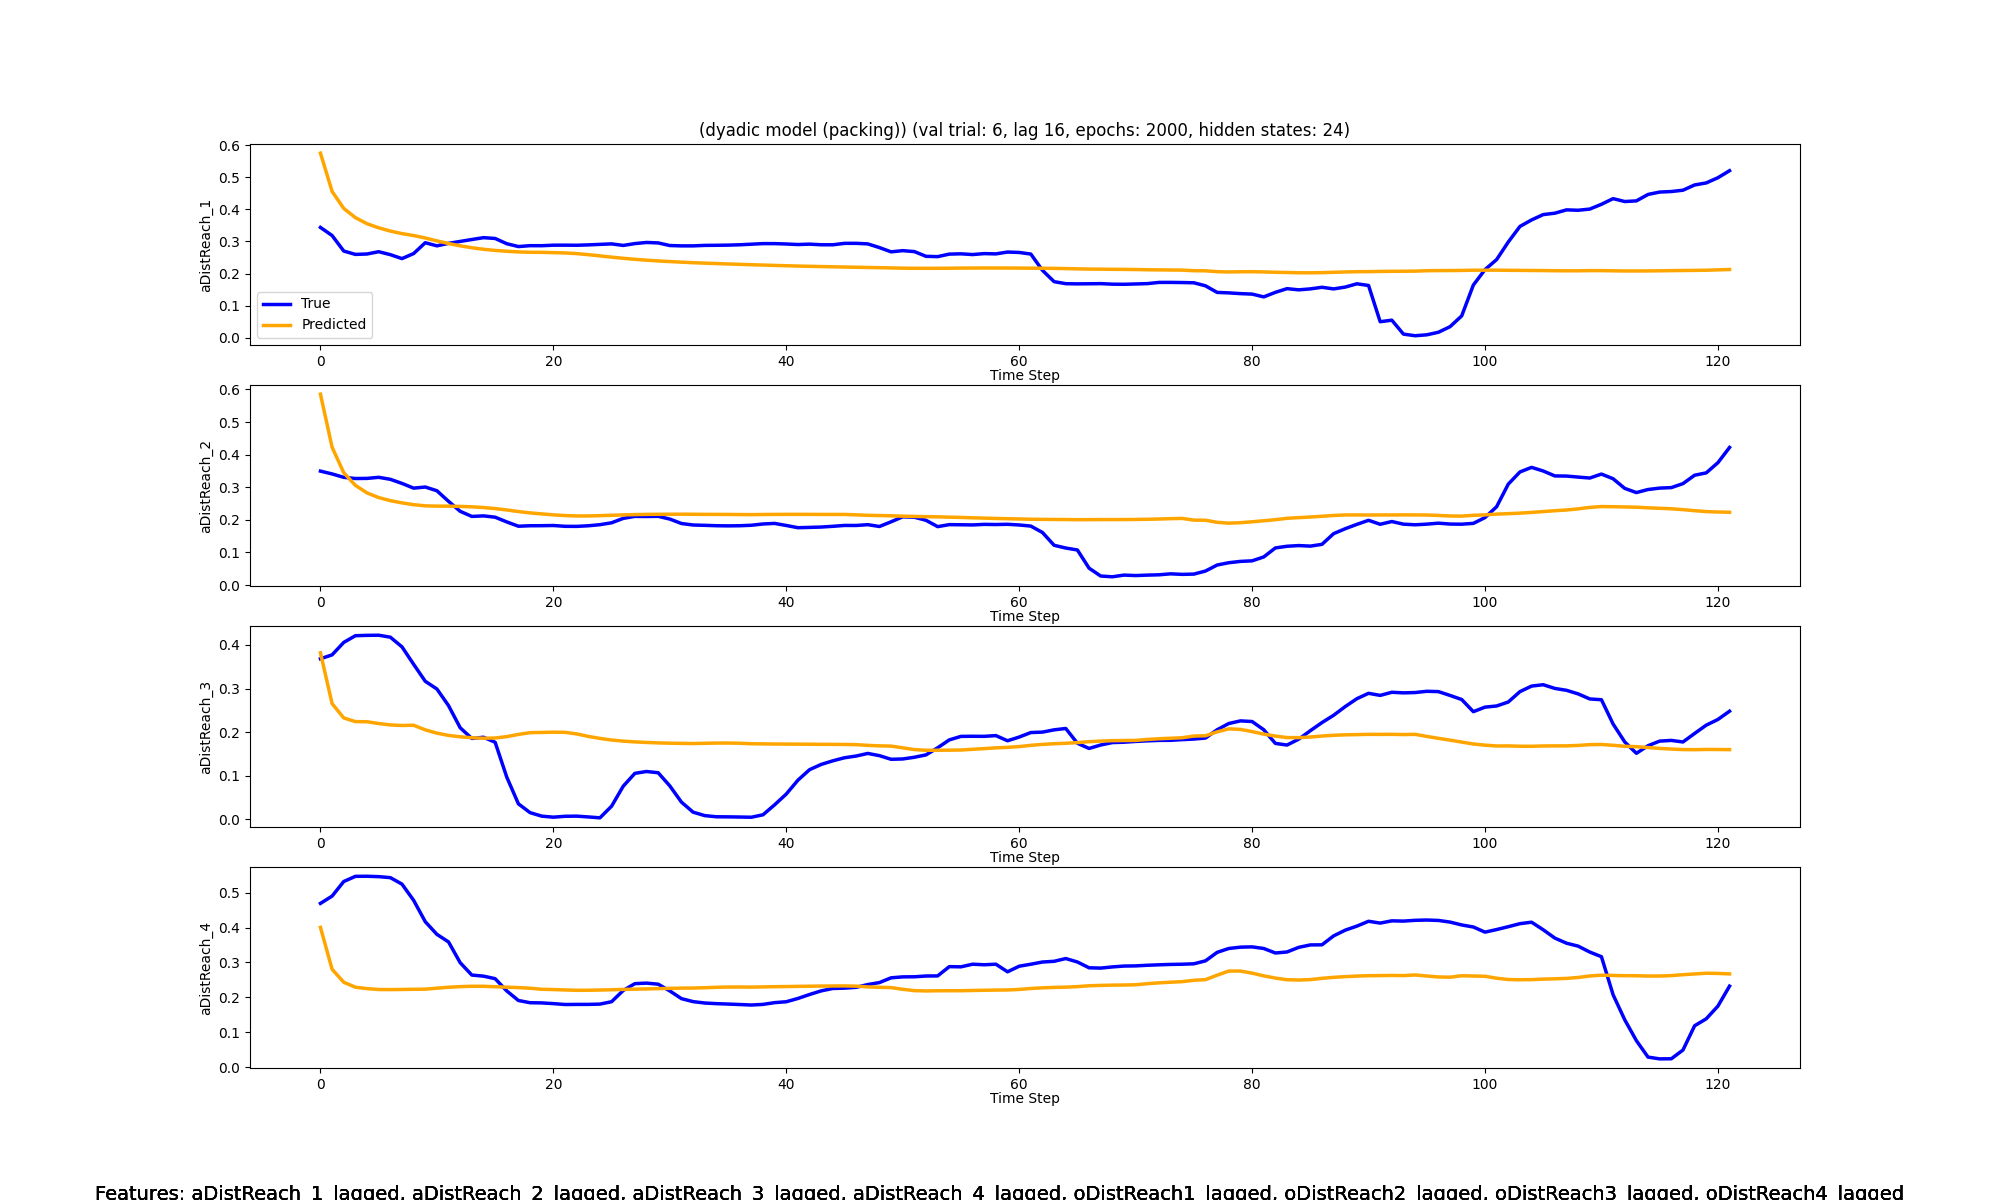 (dyadic model (packing)) (val trial: 6, lag 16, epochs: 2000, hidden states: 24)
0.6
0.5
0.4
0.3
0.2
0.1
0.0
aDistReach_1
True
Predicted
0 20 40 60 80 100 120
Time Step
0.6
0.5
0.4
0.3
0.2
0.1
0.0
aDistReach_2
0 20 40 60 80 100 120
Time Step
0.4
0.3
0.2
0.1
0.0
aDistReach_3
0 20 40 60 80 100 120
Time Step
0.5
0.4
0.3
0.2
0.1
0.0
aDistReach_4
0 20 40 60 80 100 120
Time Step
Features: aDistReach_1_lagged, aDistReach_2_lagged, aDistReach_3_lagged, aDistReach_4_lagged, oDistReach1_lagged, oDistReach2_lagged, oDistReach3_lagged, oDistReach4_lagged